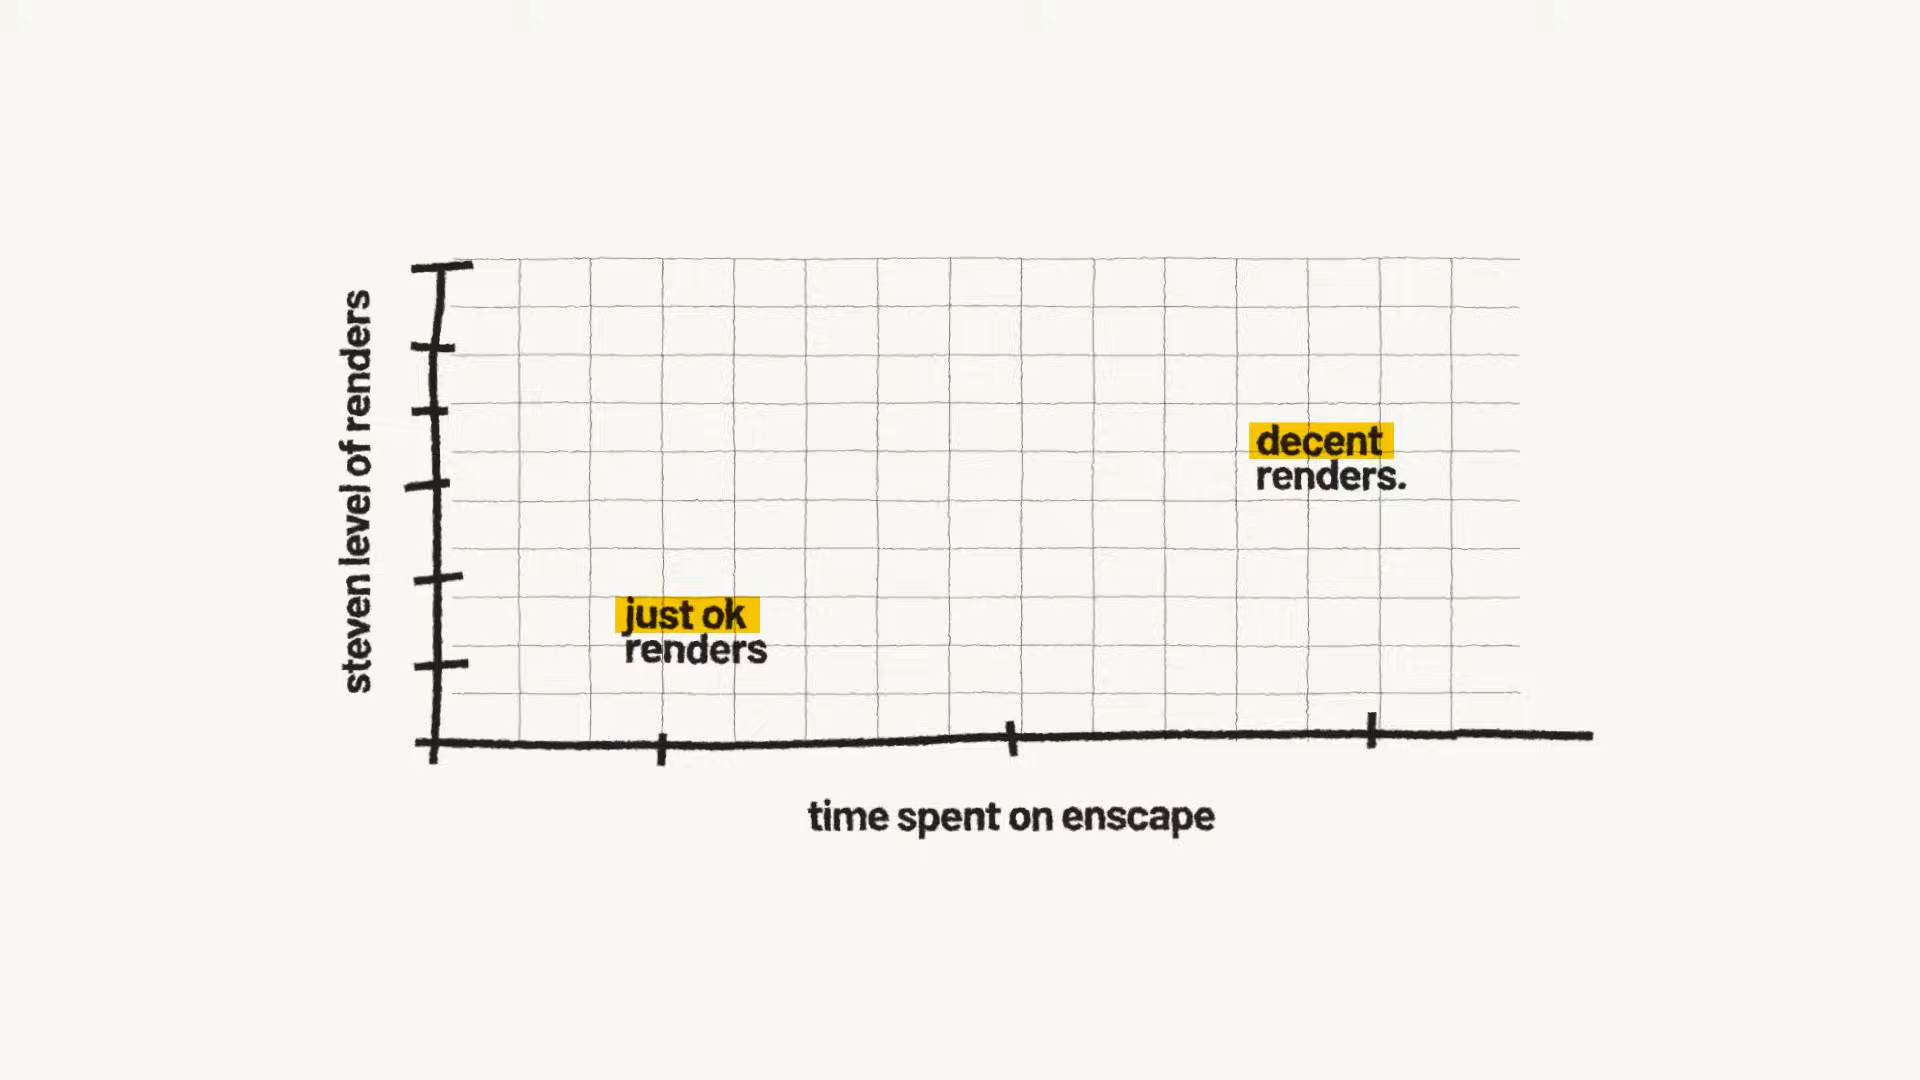 steven level of renders
decent
renders.
just ok
renders
time spent on enscape